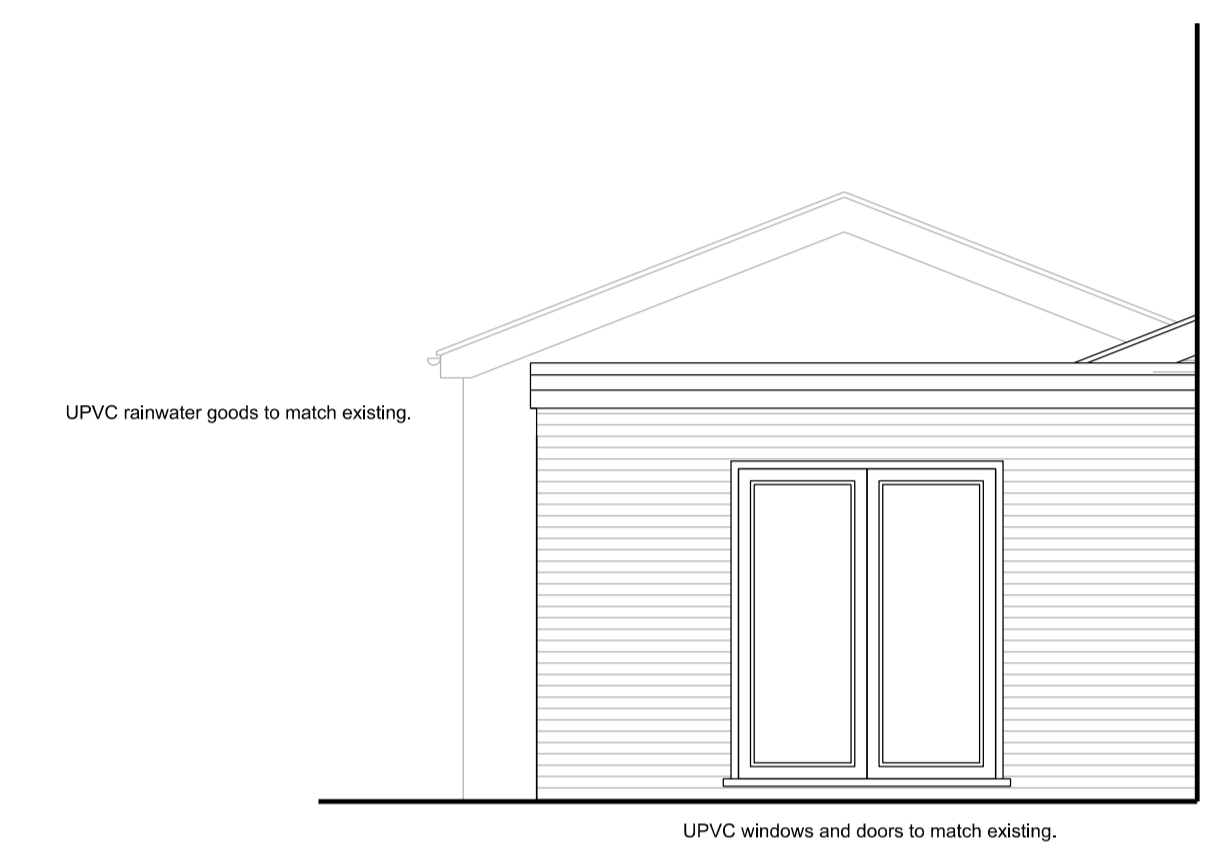 UPVC rainwater goods to match existing.
UPVC windows and doors to match existing.